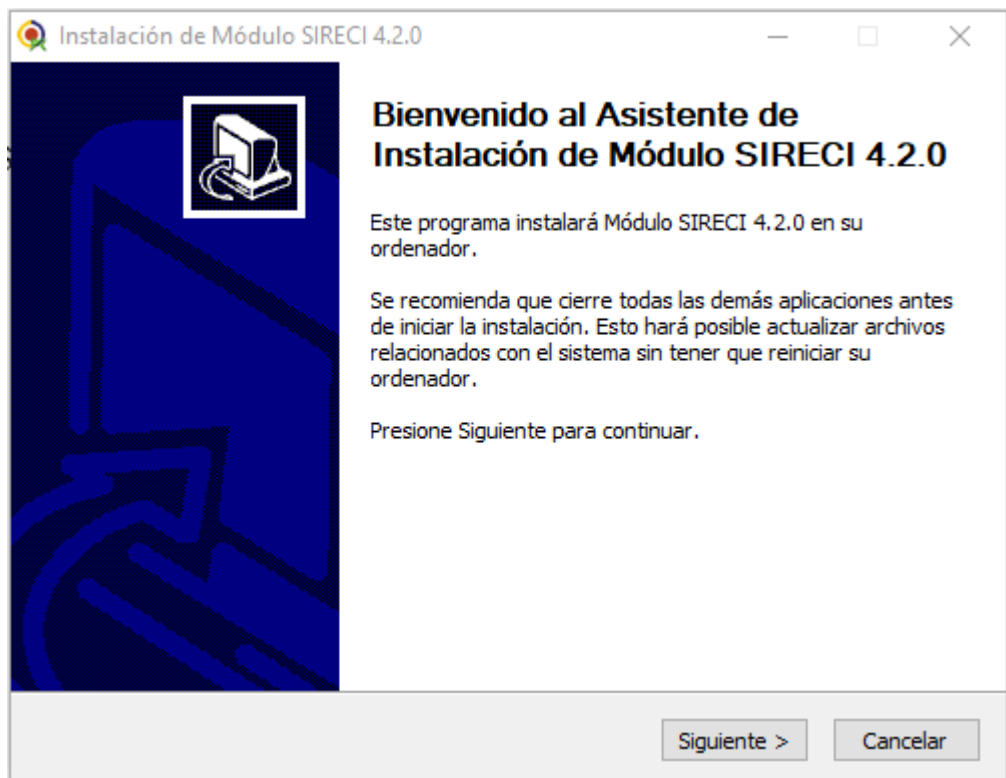 Instalación de Módulo SIRECI 4.2.0
Bienvenido al Asistente de
Instalación de Módulo SIRECI 4.2.0
Este programa instalará Módulo SIRECI 4.2.0 en su
ordenador.
Se recomienda que cierre todas las demás aplicaciones antes
de iniciar la instalación. Esto hará posible actualizar archivos
relacionados con el sistema sin tener que reiniciar su
ordenador.
Presione Siguiente para continuar.
Siguiente >
Cancelar